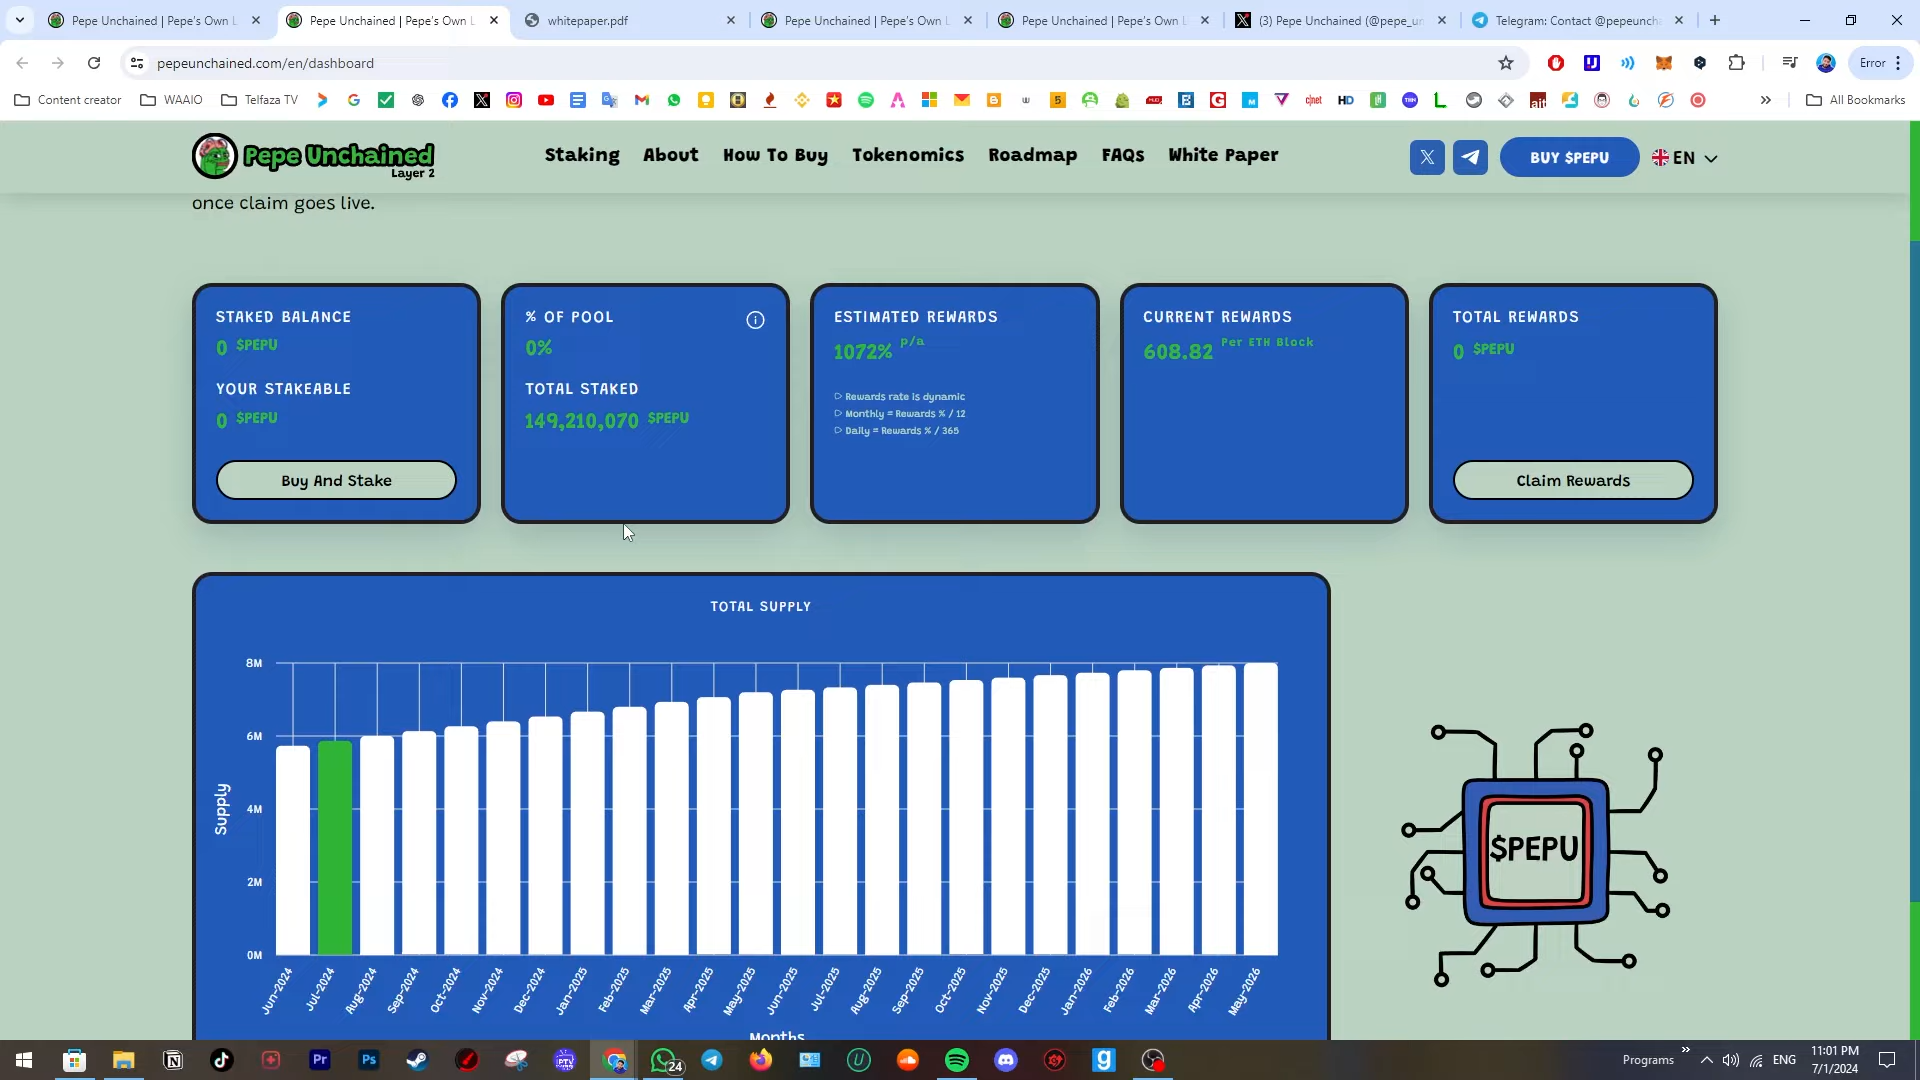 Pepe Unchained | Pepe's Own L
Pepe Unchained | Pepe's Own L
whitepaper.pdf
Pepe Unchained | Pepe's Own L
Pepe Unchained | Pepe's Own L
(3) Pepe Unchained (@pepe_un
Telegram: Contact @pepeuncha
pepeunchained.com/en/dashboard
Error
Content creator
WAAIO
Telfaza TV
All Bookmarks
Pepe Unchained
Layer 2
Staking
About
How To Buy
Tokenomics
Roadmap
FAQs
White Paper
BUY $PEPU
EN
once claim goes live.
STAKED BALANCE
0 $PEPU
YOUR STAKEABLE
0 $PEPU
Buy And Stake
% OF POOL
0%
TOTAL STAKED
149,210,070 $PEPU
ESTIMATED REWARDS
1072% p/a
Rewards rate is dynamic
Monthly = Rewards % / 12
Daily = Rewards % / 365
CURRENT REWARDS
608.82 Per ETH Block
TOTAL REWARDS
0 $PEPU
Claim Rewards
TOTAL SUPPLY
8M
6M
4M
2M
0M
Supply
Jun-2024
Jul-2024
Aug-2024
Sep-2024
Oct-2024
Nov-2024
Dec-2024
Jan-2025
Feb-2025
Mar-2025
Apr-2025
May-2025
Jun-2025
Jul-2025
Aug-2025
Sep-2025
Oct-2025
Nov-2025
Dec-2025
Jan-2026
Feb-2026
Mar-2026
Apr-2026
May-2026
Months
$PEPU
24
Programs
ENG
11:01 PM
7/1/2024